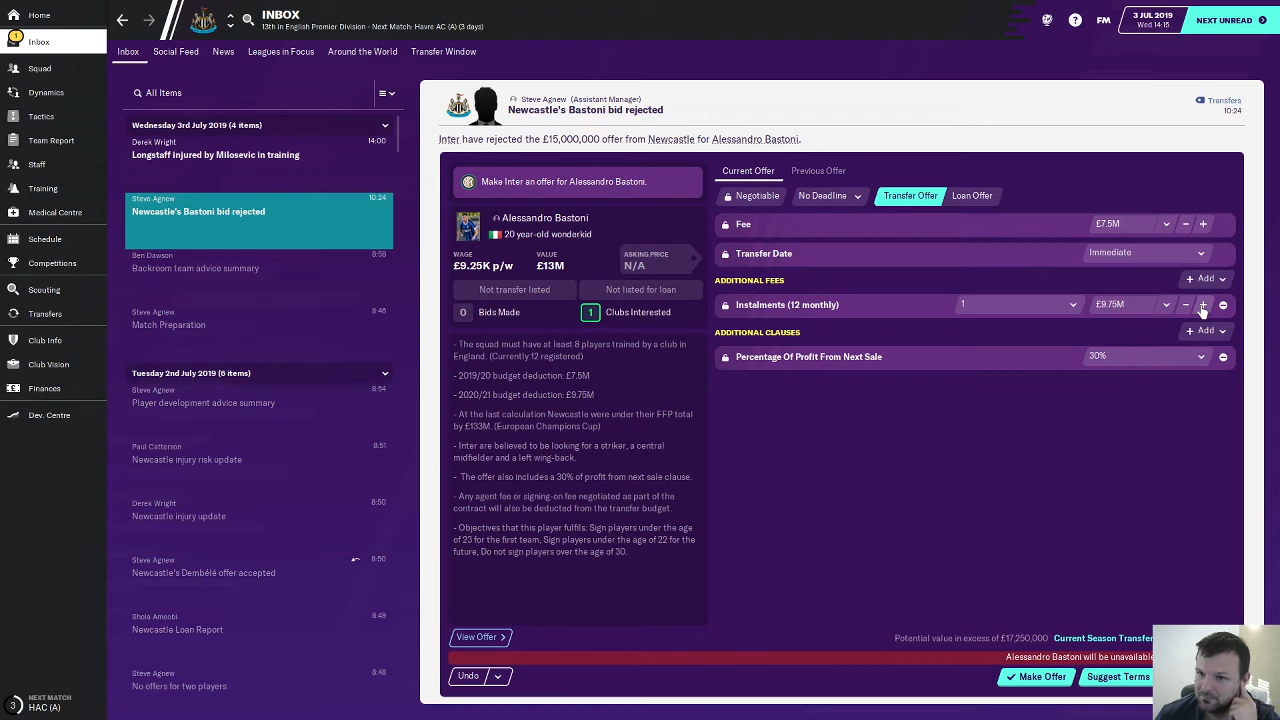 Home
INBOX
13th in English Premier Division - Next Match: Havre AC (A) (3 days)
FM
3 JUL 2019
Wed 14:15
NEXT UNREAD
1
Inbox
Squad
Dynamics
Tactics
Team Report
Staff
Training
Medical Centre
Schedule
Competitions
Scouting
Transfers
Club Info
Club Vision
Finances
Dev. Centre
3
NEXT MATCH
HAC (A)
Inbox
Social Feed
News
Leagues in Focus
Around the World
Transfer Window
All Items
Wednesday 3rd July 2019 (4 items)
Derek Wright
14:00
Longstaff injured by Milosevic in training
Steve Agnew
10:24
Newcastle's Bastoni bid rejected
Ben Dawson
8:58
Backroom team advice summary
Steve Agnew
8:46
Match Preparation
Tuesday 2nd July 2019 (6 items)
Steve Agnew
8:54
Player development advice summary
Paul Catterson
8:51
Newcastle injury risk update
Derek Wright
8:50
Newcastle injury update
Steve Agnew
8:50
Newcastle's Dembélé offer accepted
Shola Ameobi
8:49
Newcastle Loan Report
Steve Agnew
8:48
No offers for two players
Steve Agnew (Assistant Manager)
Newcastle's Bastoni bid rejected
Transfers
10:24
Inter have rejected the £15,000,000 offer from Newcastle for Alessandro Bastoni.
Make Inter an offer for Alessandro Bastoni.
Alessandro Bastoni
20 year-old wonderkid
WAGE
£9.25K p/w
VALUE
£13M
ASKING PRICE
N/A
Not transfer listed
Not listed for loan
0 Bids Made
1 Clubs Interested
- The squad must have at least 8 players trained by a club in
England. (Currently 12 registered)
- 2019/20 budget deduction: £7.5M
- 2020/21 budget deduction: £9.75M
- At the last calculation Newcastle were under their FFP total
by £133M. (European Champions Cup)
- Inter are believed to be looking for a striker, a central
midfielder and a left wing-back.
- The offer also includes a 30% of profit from next sale clause.
- Any agent fee or signing-on fee negotiated as part of the
contract will also be deducted from the transfer budget.
- Objectives that this player fulfils: Sign players under the age
of 23 for the first team, Sign players under the age of 22 for the
future, Do not sign players over the age of 30.
Current Offer
Previous Offer
Negotiable
No Deadline
Transfer Offer
Loan Offer
Fee
£7.5M
Transfer Date
Immediate
ADDITIONAL FEES
Add
Instalments (12 monthly)
1
£9.75M
ADDITIONAL CLAUSES
Add
Percentage Of Profit From Next Sale
30%
View Offer
Potential value in excess of £17,250,000
Current Season Transfer
Alessandro Bastoni will be unavailable
Undo
Make Offer
Suggest Terms